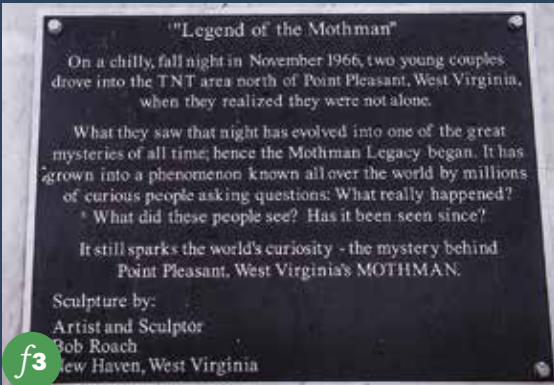 "Legend of the Mothman"
On a chilly, fall night in November 1966, two young couples
drove into the TNT area north of Point Pleasant, West Virginia,
when they realized they were not alone.
What they saw that night has evolved into one of the great
mysteries of all time; hence the Mothman Legacy began. It has
grown into a phenomenon known all over the world by millions
of curious people asking questions: What really happened?
What did these people see? Has it been seen since?
It still sparks the world's curiosity - the mystery behind
Point Pleasant, West Virginia's MOTHMAN.
Sculpture by:
Artist and Sculptor
Bob Roach
New Haven, West Virginia
f3